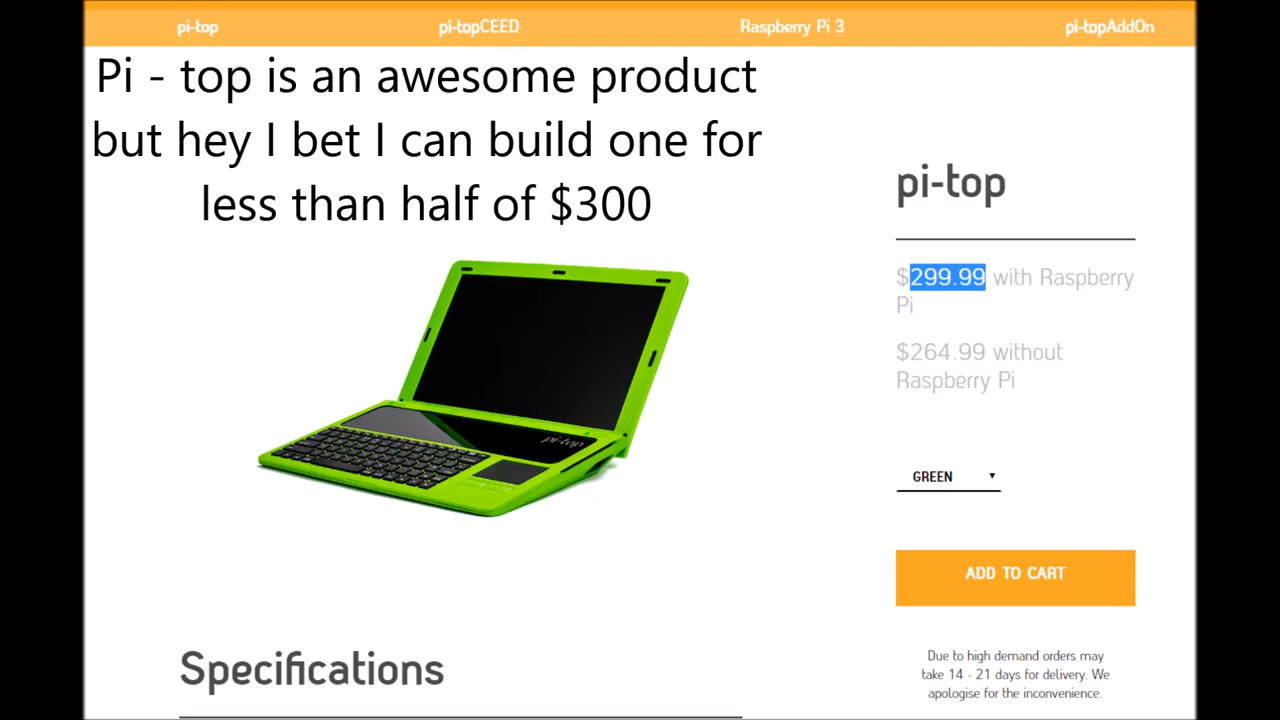 pi-top
pi-topCEED
Raspberry Pi 3
pi-topAddOn
Pi - top is an awesome product
but hey I bet I can build one for
less than half of $300
pi-top
pi-top
$299.99 with Raspberry
Pi
$264.99 without
Raspberry Pi
GREEN
ADD TO CART
Specifications
Due to high demand orders may
take 14 - 21 days for delivery. We
apologise for the inconvenience.